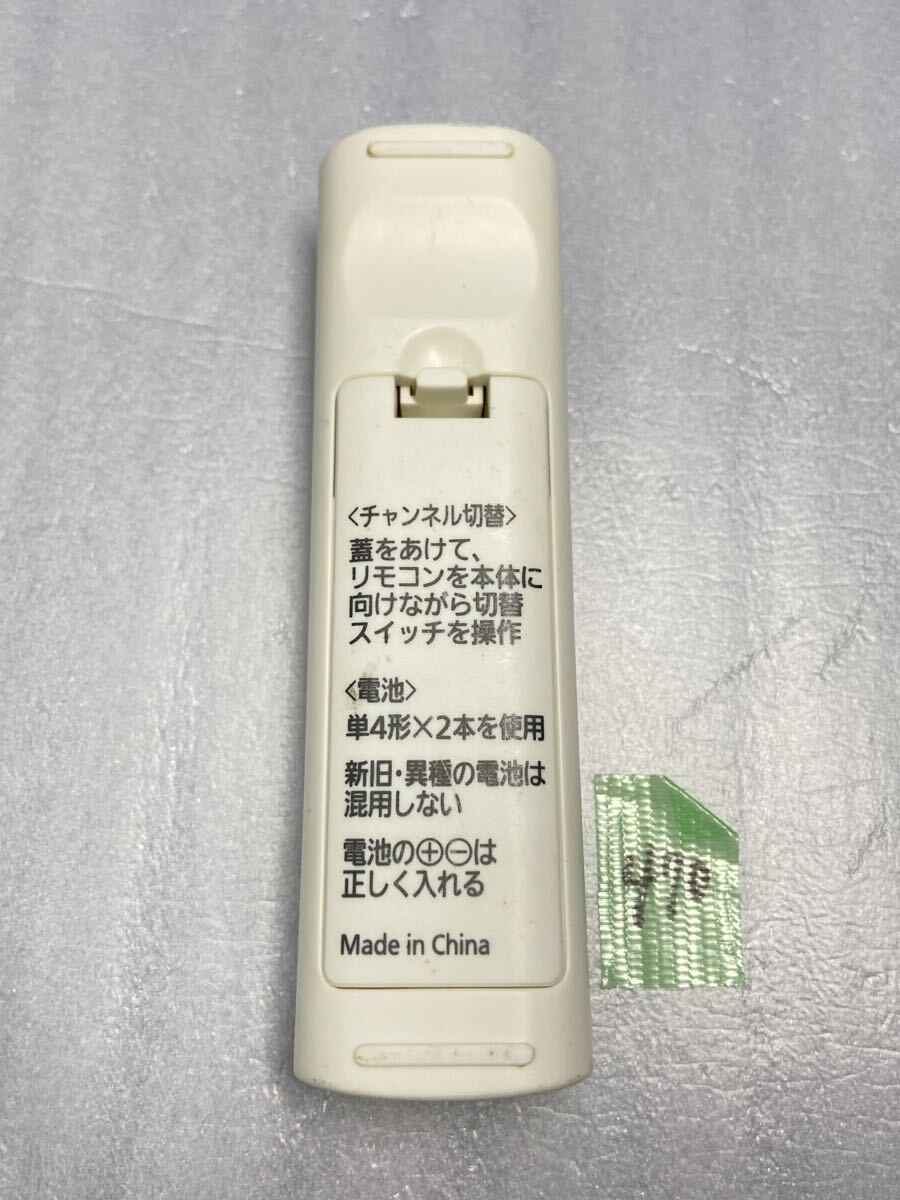 〈チャンネル切替〉
蓋をあけて、
リモコンを本体に
向けながら切替
スイッチを操作
〈電池〉
単4形×2本を使用
新旧・異種の電池は
混用しない
電池の⊕⊖は
正しく入れる
Made in China